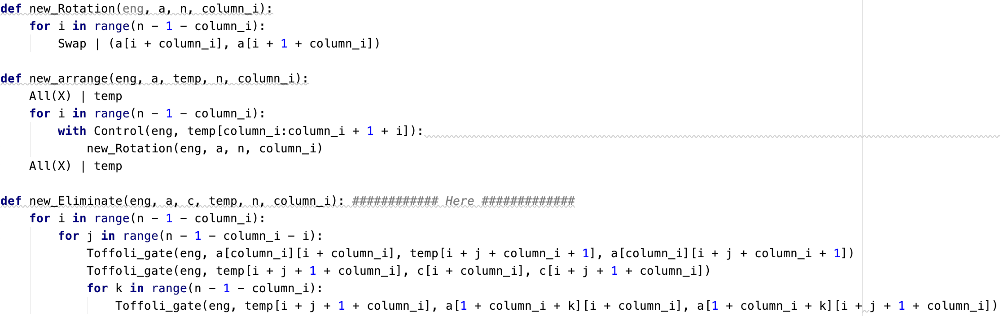 def new_Rotation(eng, a, n, column_i):
    for i in range(n - 1 - column_i):
        Swap | (a[i + column_i], a[i + 1 + column_i])

def new_arrange(eng, a, temp, n, column_i):
    All(X) | temp
    for i in range(n - 1 - column_i):
        with Control(eng, temp[column_i:column_i + 1 + i]):
            new_Rotation(eng, a, n, column_i)
    All(X) | temp

def new_Eliminate(eng, a, c, temp, n, column_i): ############ Here #############
    for i in range(n - 1 - column_i):
        for j in range(n - 1 - column_i - i):
            Toffoli_gate(eng, a[column_i][i + column_i], temp[i + j + column_i + 1], a[column_i][i + j + column_i + 1])
            Toffoli_gate(eng, temp[i + j + 1 + column_i], c[i + column_i], c[i + j + 1 + column_i])
            for k in range(n - 1 - column_i):
                Toffoli_gate(eng, temp[i + j + 1 + column_i], a[1 + column_i + k][i + column_i], a[1 + column_i + k][i + j + 1 + column_i])